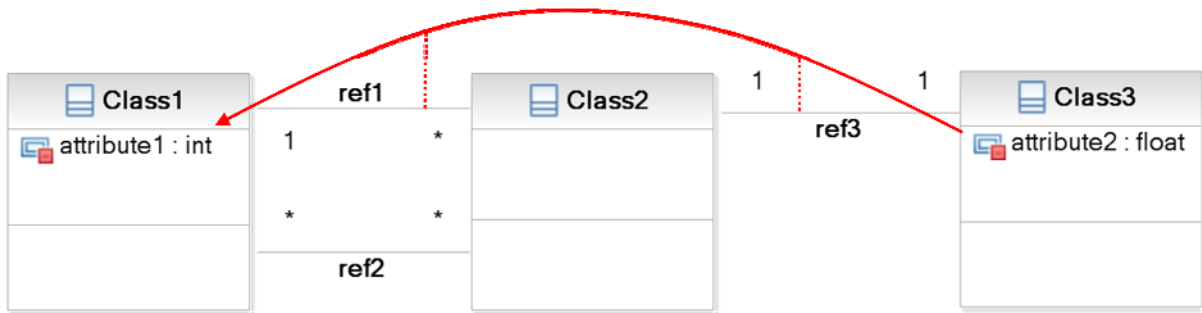 Class1
attribute1 : int
ref1
1 *
* *
ref2
Class2
1 1
ref3
Class3
attribute2 : float